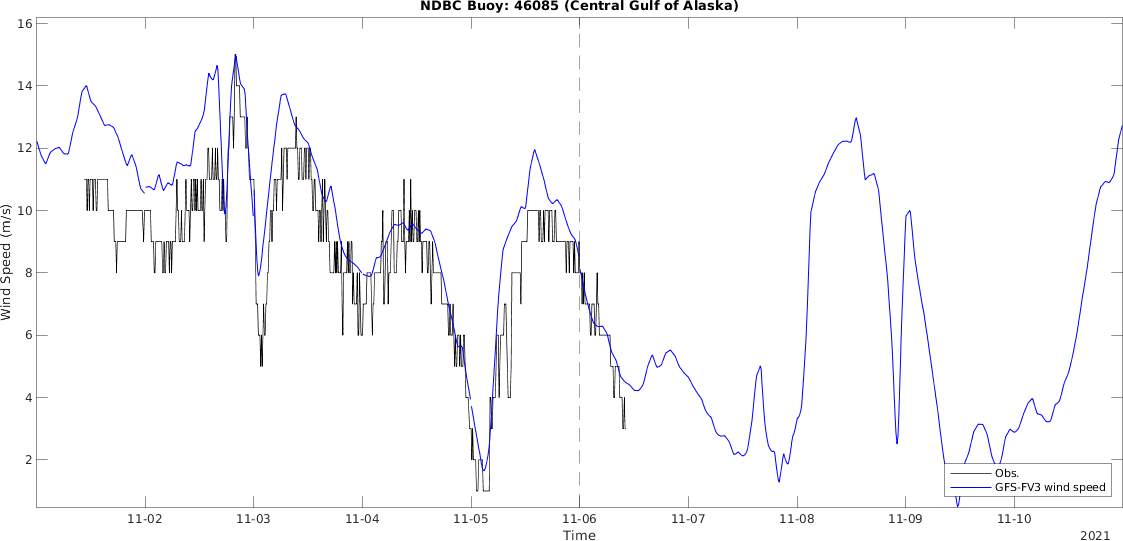 NDBC Buoy: 46085 (Central Gulf of Alaska)
16
14
12
10
8
6
4
2
Wind Speed (m/s)
11-02 11-03 11-04 11-05 11-06 11-07 11-08 11-09 11-10
Time
2021
Obs.
GFS-FV3 wind speed